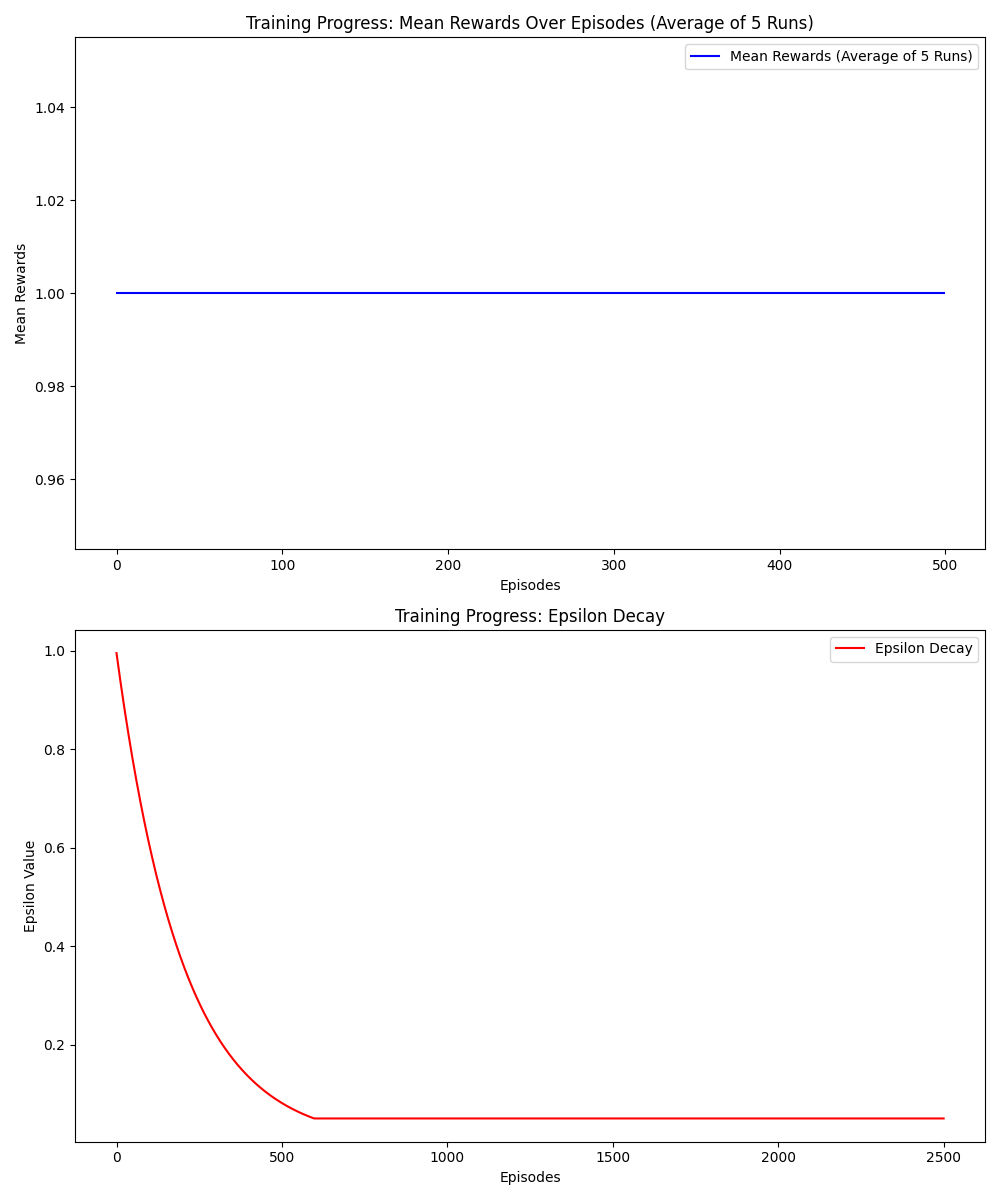 Training Progress: Mean Rewards Over Episodes (Average of 5 Runs)
Mean Rewards (Average of 5 Runs)
1.04
1.02
1.00
0.98
0.96
Mean Rewards
0 100 200 300 400 500
Episodes
Training Progress: Epsilon Decay
Epsilon Decay
1.0
0.8
0.6
0.4
0.2
Epsilon Value
0 500 1000 1500 2000 2500
Episodes